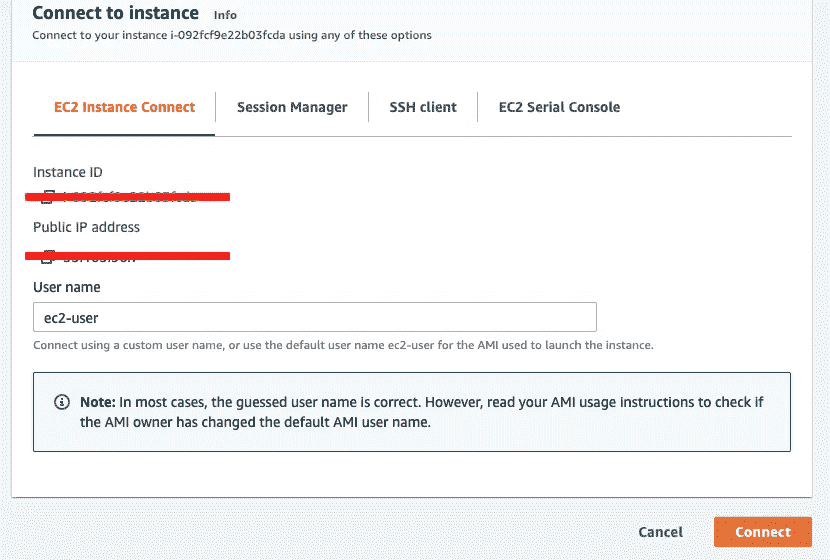 Connect to instance Info
Connect to your instance i-092fcf9e22b03fcda using any of these options
EC2 Instance Connect Session Manager SSH client EC2 Serial Console
Instance ID
Public IP address
User name
ec2-user
Connect using a custom user name, or use the default user name ec2-user for the AMI used to launch the instance.
Note: In most cases, the guessed user name is correct. However, read your AMI usage instructions to check if
the AMI owner has changed the default AMI user name.
Cancel Connect